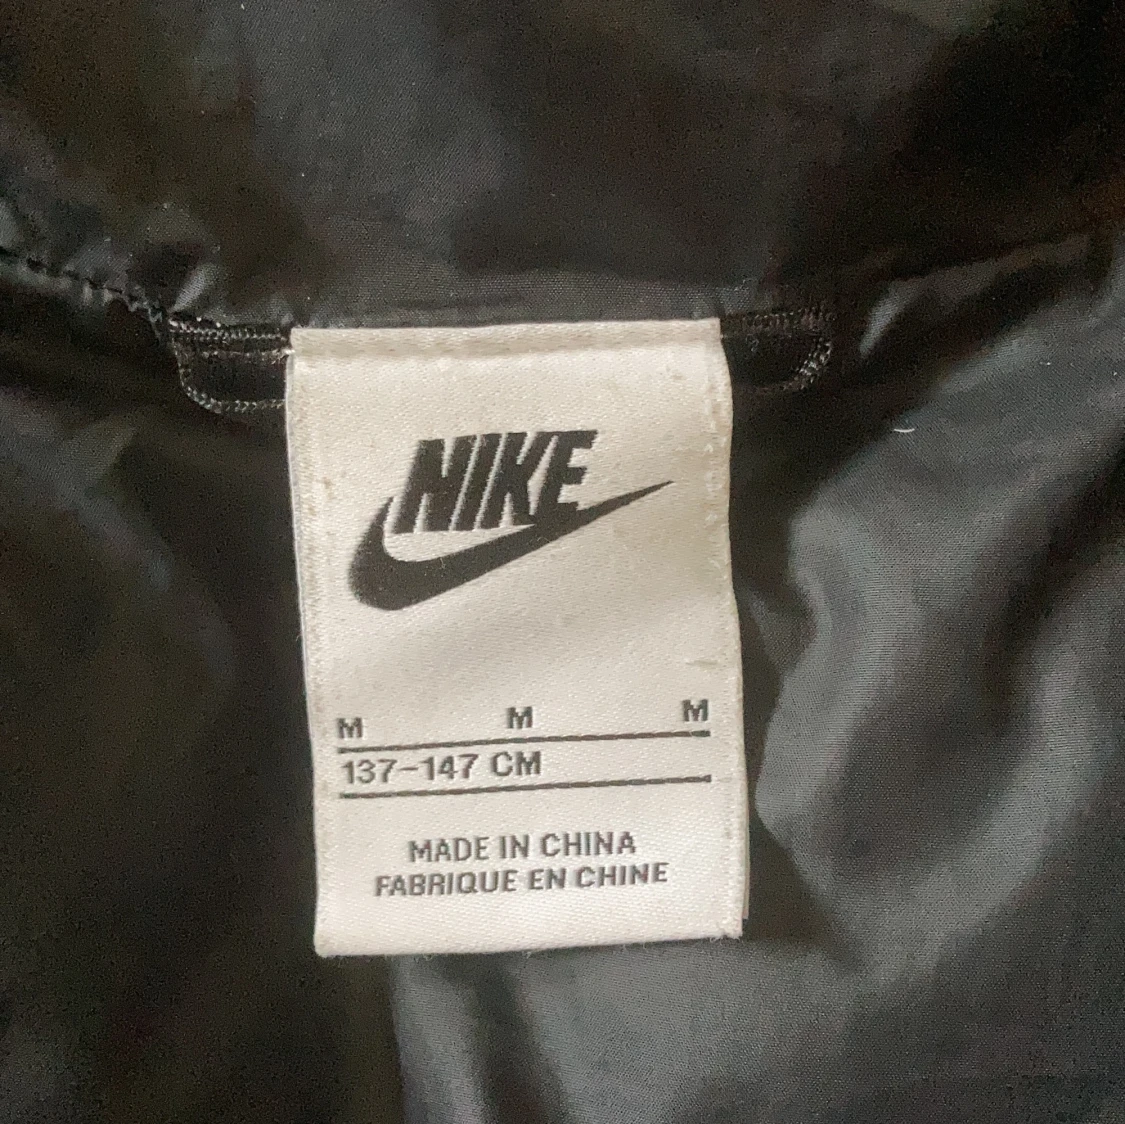 NIKE
M M M
137-147 CM
MADE IN CHINA
FABRIQUE EN CHINE